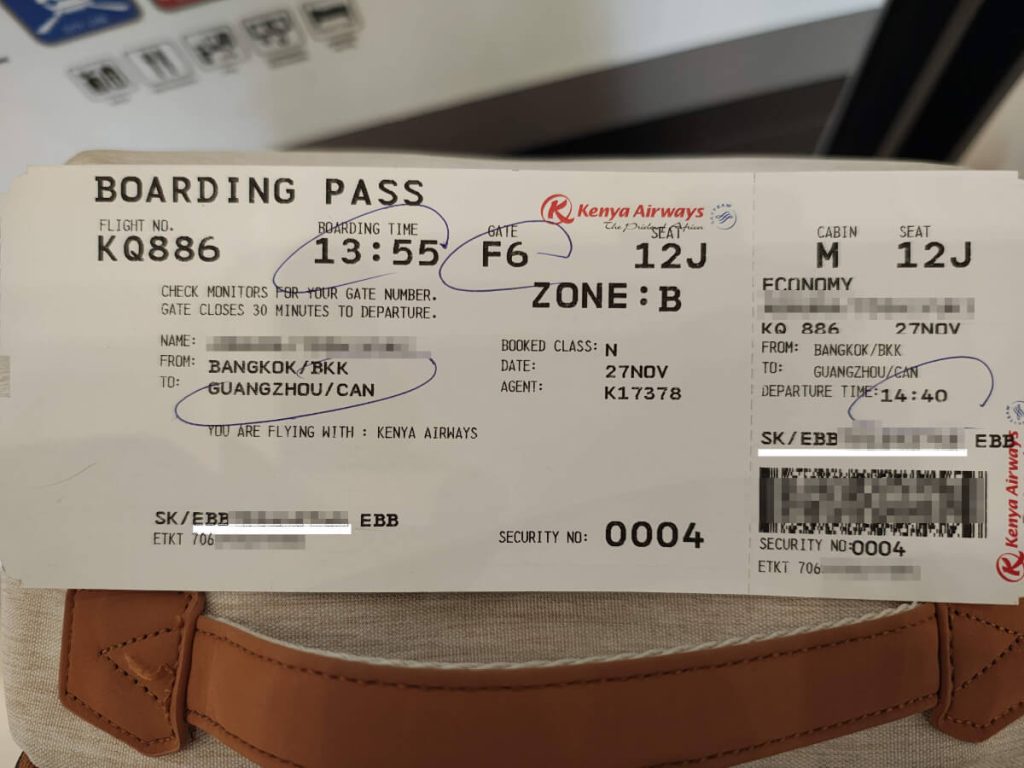 BOARDING PASS
Kenya Airways
The Pride of Africa
FLIGHT NO. BOARDING TIME GATE SEAT
KQ886 13:55 F6 12J
CHECK MONITORS FOR YOUR GATE NUMBER.
GATE CLOSES 30 MINUTES TO DEPARTURE.
ZONE:B
NAME:
FROM: BANGKOK/BKK
TO: GUANGZHOU/CAN
BOOKED CLASS: N
DATE: 27NOV
AGENT: K17378
YOU ARE FLYING WITH : KENYA AIRWAYS
SK/EBB EBB
ETKT 706
SECURITY NO: 0004
CABIN SEAT
M 12J
ECONOMY
KQ 886 27NOV
FROM: BANGKOK/BKK
TO: GUANGZHOU/CAN
DEPARTURE TIME:14:40
SK/EBB EBB
SECURITY NO:0004
ETKT 706
Kenya Airways